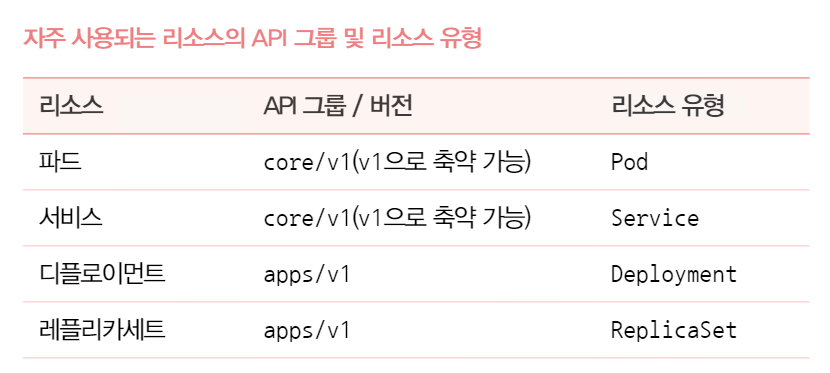 자주 사용되는 리소스의 API 그룹 및 리소스 유형
리소스 API 그룹 / 버전 리소스 유형
파드 core/v1(v1으로 축약 가능) Pod
서비스 core/v1(v1으로 축약 가능) Service
디플로이먼트 apps/v1 Deployment
레플리카세트 apps/v1 ReplicaSet